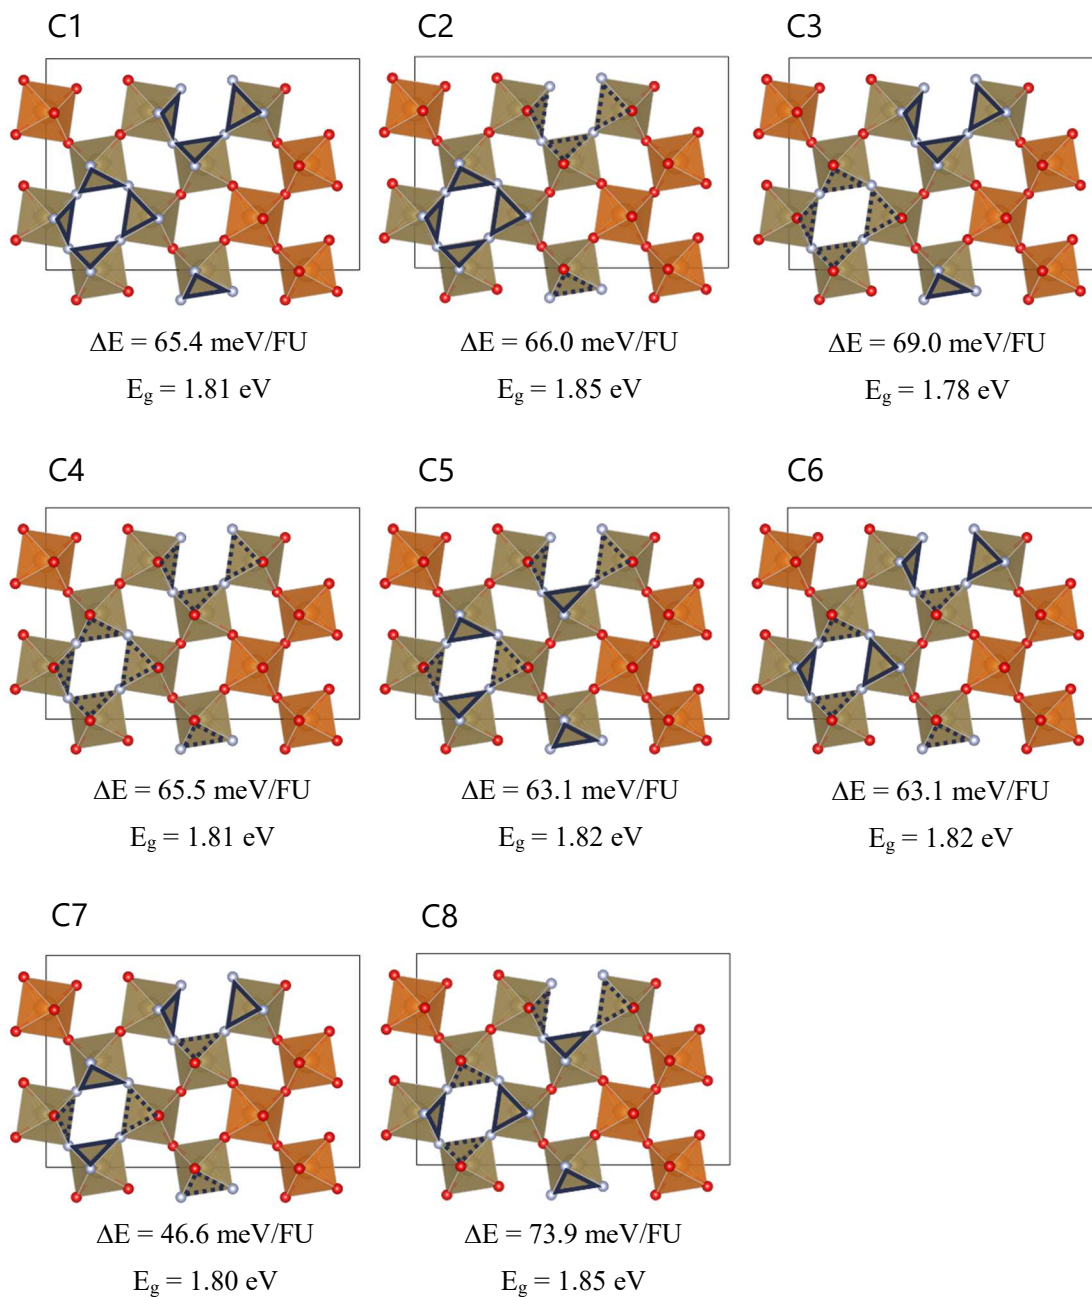 C1
C2
C3
ΔE = 65.4 meV/FU
ΔE = 66.0 meV/FU
ΔE = 69.0 meV/FU
Eg = 1.81 eV
Eg = 1.85 eV
Eg = 1.78 eV
C4
C5
C6
ΔE = 65.5 meV/FU
ΔE = 63.1 meV/FU
ΔE = 63.1 meV/FU
Eg = 1.81 eV
Eg = 1.82 eV
Eg = 1.82 eV
C7
C8
ΔE = 46.6 meV/FU
ΔE = 73.9 meV/FU
Eg = 1.80 eV
Eg = 1.85 eV